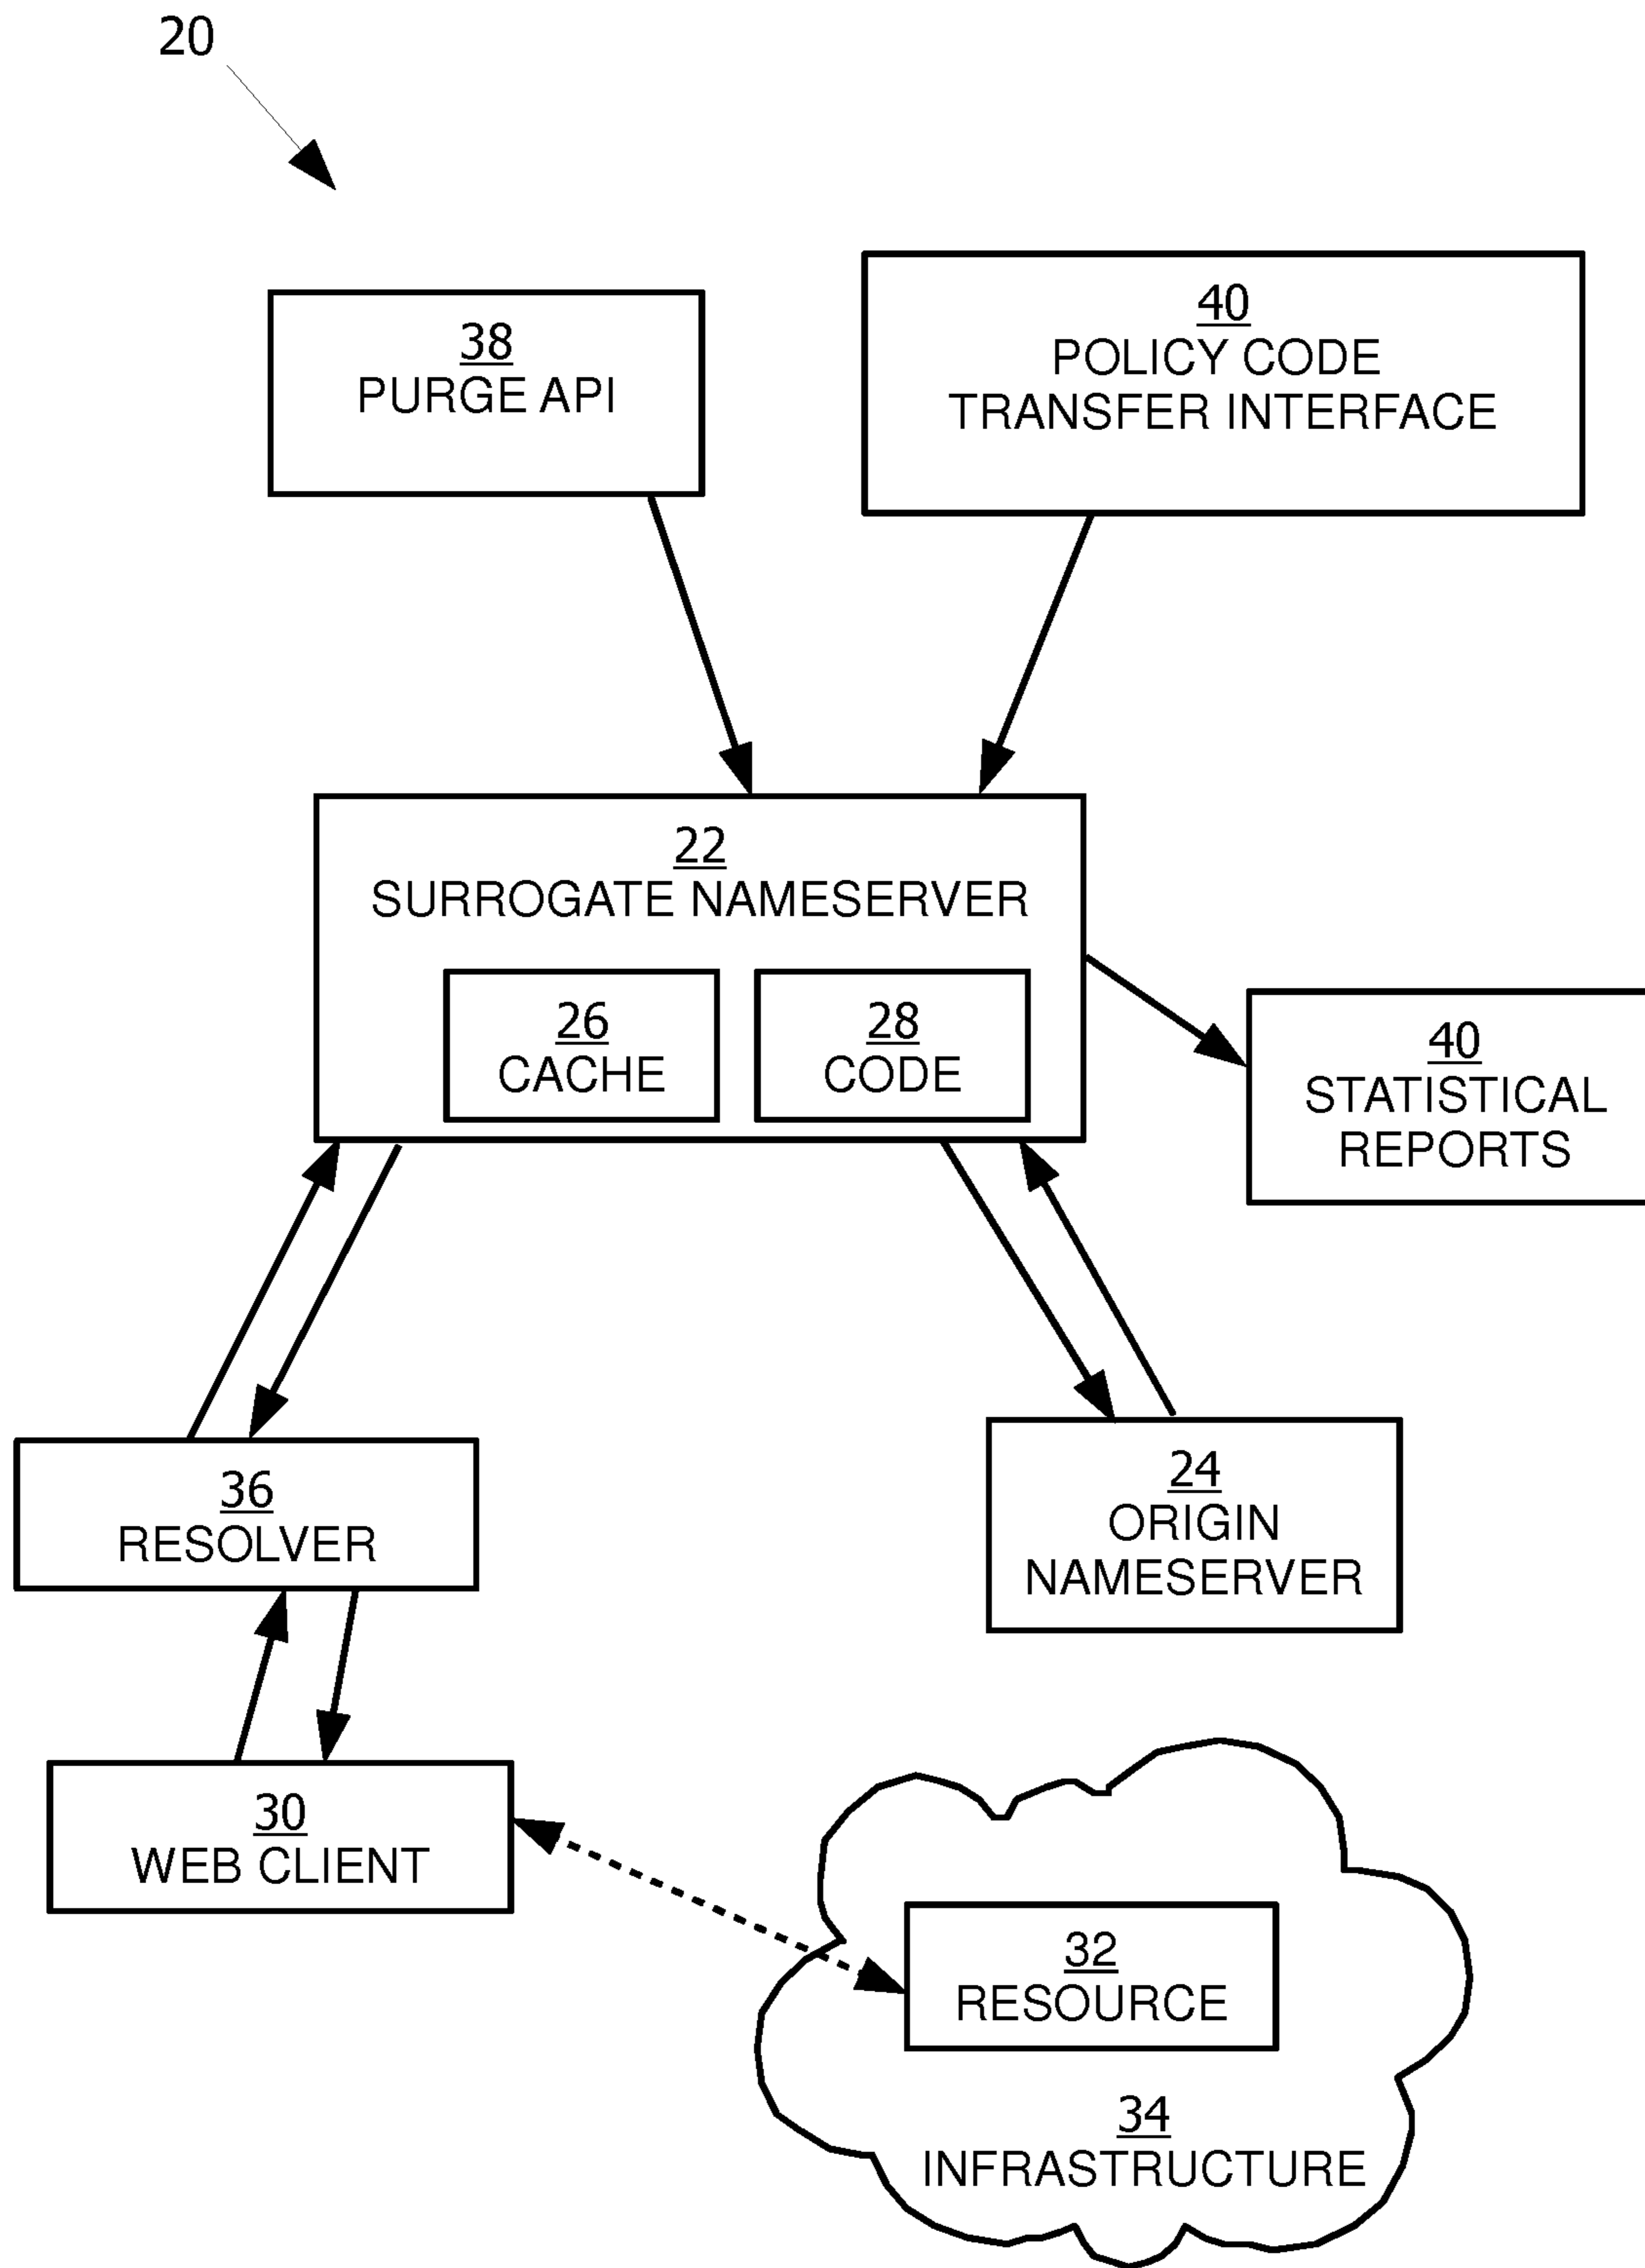 20
38
PURGE API
40
POLICY CODE
TRANSFER INTERFACE
22
SURROGATE NAMESERVER
26
CACHE
28
CODE
40
STATISTICAL
REPORTS
36
RESOLVER
24
ORIGIN
NAMESERVER
30
WEB CLIENT
32
RESOURCE
34
INFRASTRUCTURE